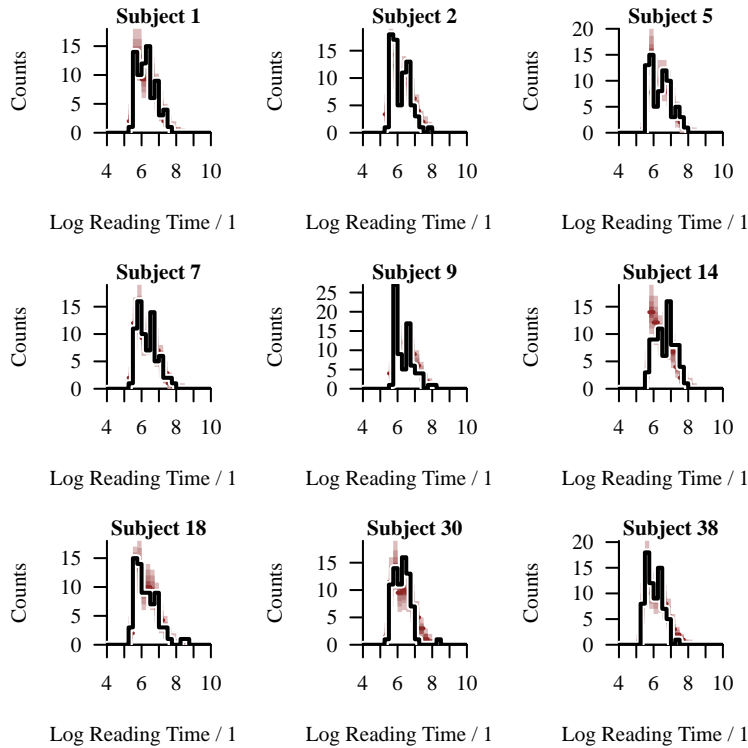 Subject 1
15
10
5
0
Counts
4 6 8 10
Log Reading Time / 1
Subject 2
15
10
5
0
Counts
4 6 8 10
Log Reading Time / 1
Subject 5
20
15
10
5
0
Counts
4 6 8 10
Log Reading Time / 1
Subject 7
15
10
5
0
Counts
4 6 8 10
Log Reading Time / 1
Subject 9
25
20
15
10
5
0
Counts
4 6 8 10
Log Reading Time / 1
Subject 14
15
10
5
0
Counts
4 6 8 10
Log Reading Time / 1
Subject 18
15
10
5
0
Counts
4 6 8 10
Log Reading Time / 1
Subject 30
15
10
5
0
Counts
4 6 8 10
Log Reading Time / 1
Subject 38
20
15
10
5
0
Counts
4 6 8 10
Log Reading Time / 1